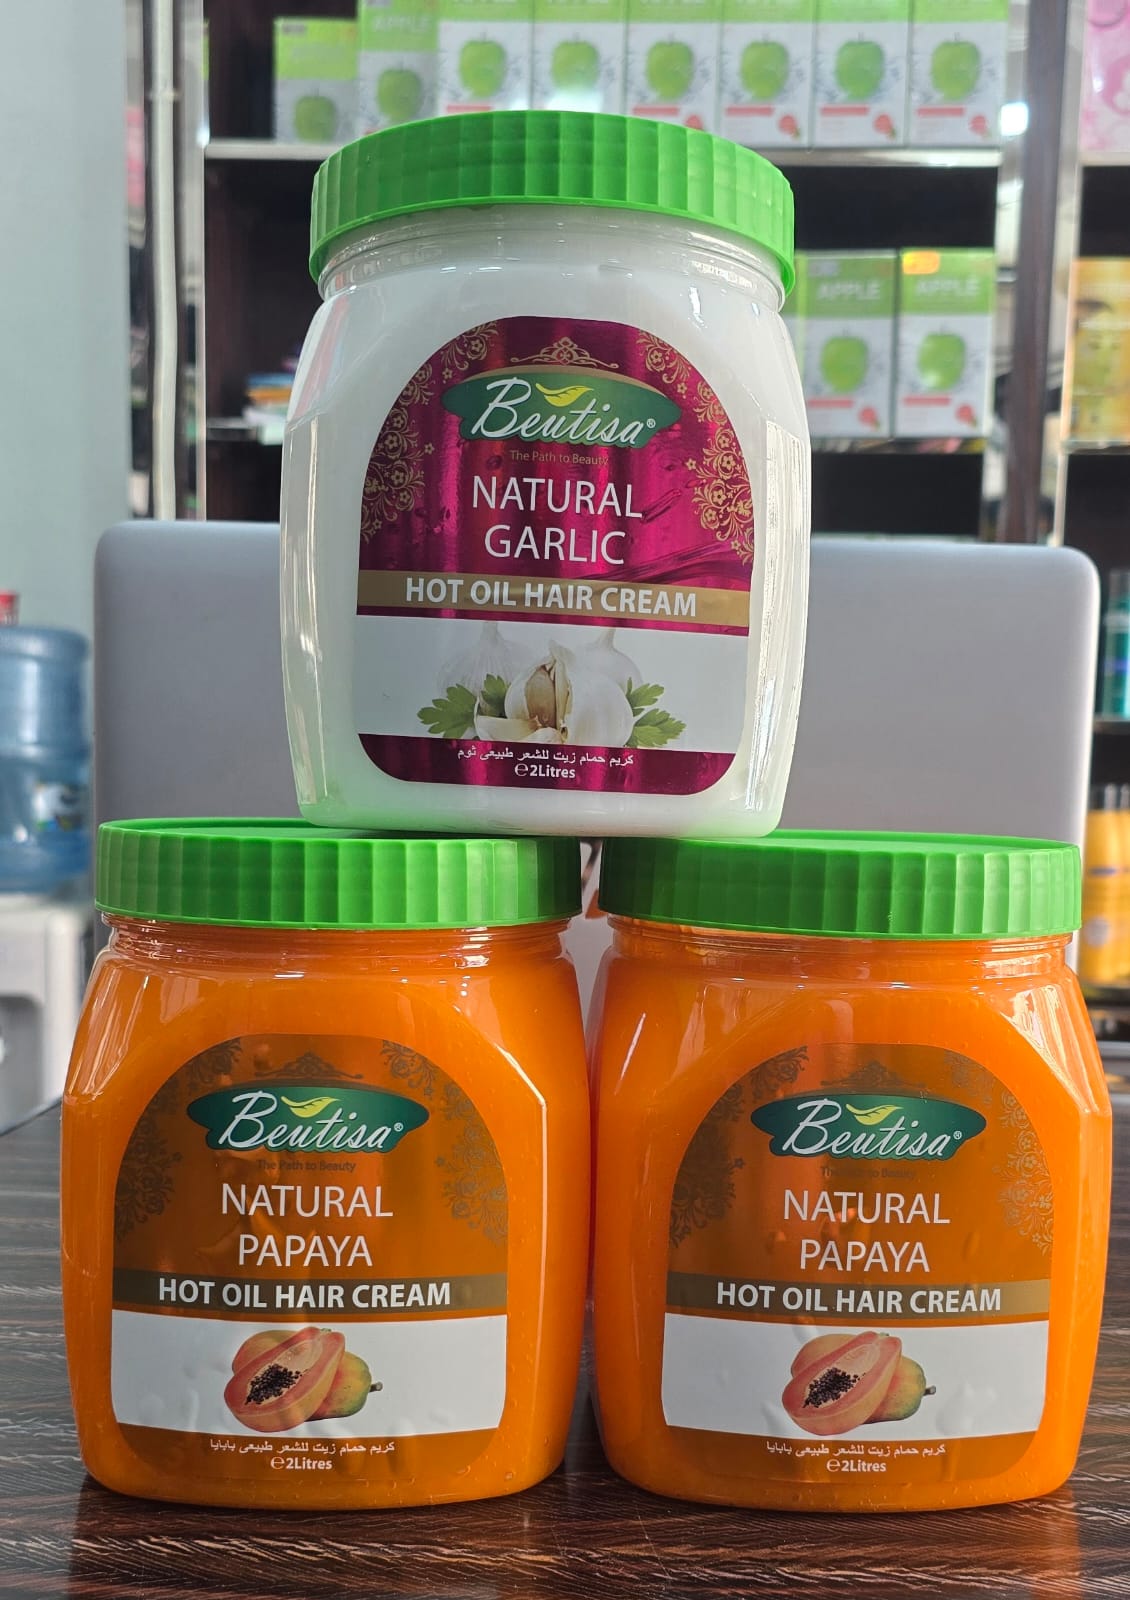 APPLE
APPLE
APPLE
Beutisa®
The Path to Beauty
NATURAL
GARLIC
HOT OIL HAIR CREAM
كريم حمام زيت للشعر طبيعى ثوم
℮2Litres
Beutisa®
The Path to Beauty
NATURAL
PAPAYA
HOT OIL HAIR CREAM
كريم حمام زيت للشعر طبيعى بابايا
℮2Litres
Beutisa®
The Path to Beauty
NATURAL
PAPAYA
HOT OIL HAIR CREAM
كريم حمام زيت للشعر طبيعى بابايا
℮2Litres